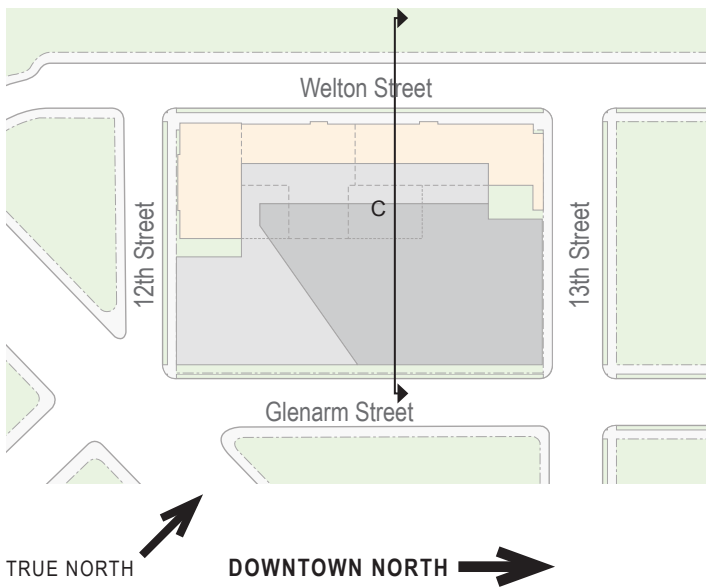 Welton Street
C
12th Street
13th Street
Glenarm Street
TRUE NORTH
DOWNTOWN NORTH